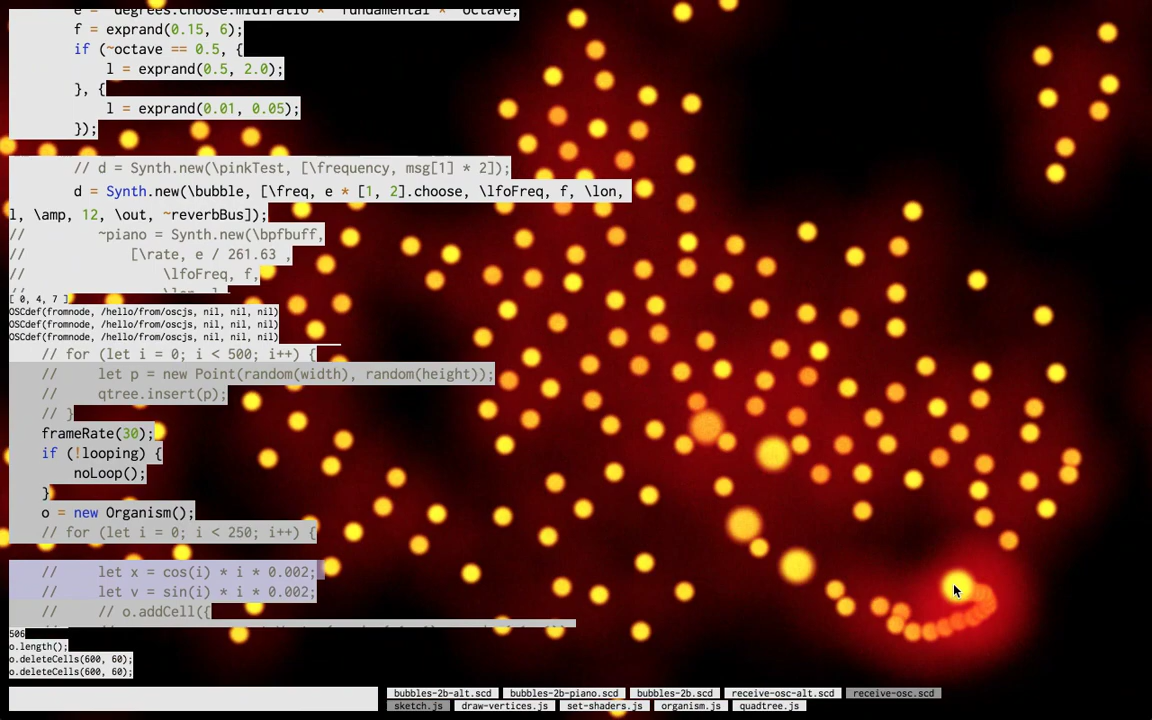 f = exprand(0.15, 6);
if (~octave == 0.5, {
l = exprand(0.5, 2.0);
}, {
l = exprand(0.01, 0.05);
});
// d = Synth.new(\pinkTest, [\frequency, msg[1] * 2]);
d = Synth.new(\bubble, [\freq, e * [1, 2].choose, \lfoFreq, f, \lon,
l, \amp, 12, \out, ~reverbBus]);
// ~piano = Synth.new(\bpfbuff,
// [\rate, e / 261.63 ,
// \lfoFreq, f,
[ 0, 4, 7 ]
OSCdef(fromnode, /hello/from/oscjs, nil, nil, nil)
OSCdef(fromnode, /hello/from/oscjs, nil, nil, nil)
OSCdef(fromnode, /hello/from/oscjs, nil, nil, nil)
// for (let i = 0; i < 500; i++) {
// let p = new Point(random(width), random(height));
// qtree.insert(p);
// }
frameRate(30);
if (!looping) {
noLoop();
}
o = new Organism();
// for (let i = 0; i < 250; i++) {
// let x = cos(i) * i * 0.002;
// let v = sin(i) * i * 0.002;
// // o.addCell({
506
o.length();
o.deleteCells(600, 60);
o.deleteCells(600, 60);
bubbles-2b-alt.scd bubbles-2b-piano.scd bubbles-2b.scd receive-osc-alt.scd receive-osc.scd
sketch.js draw-vertices.js set-shaders.js organism.js quadtree.js